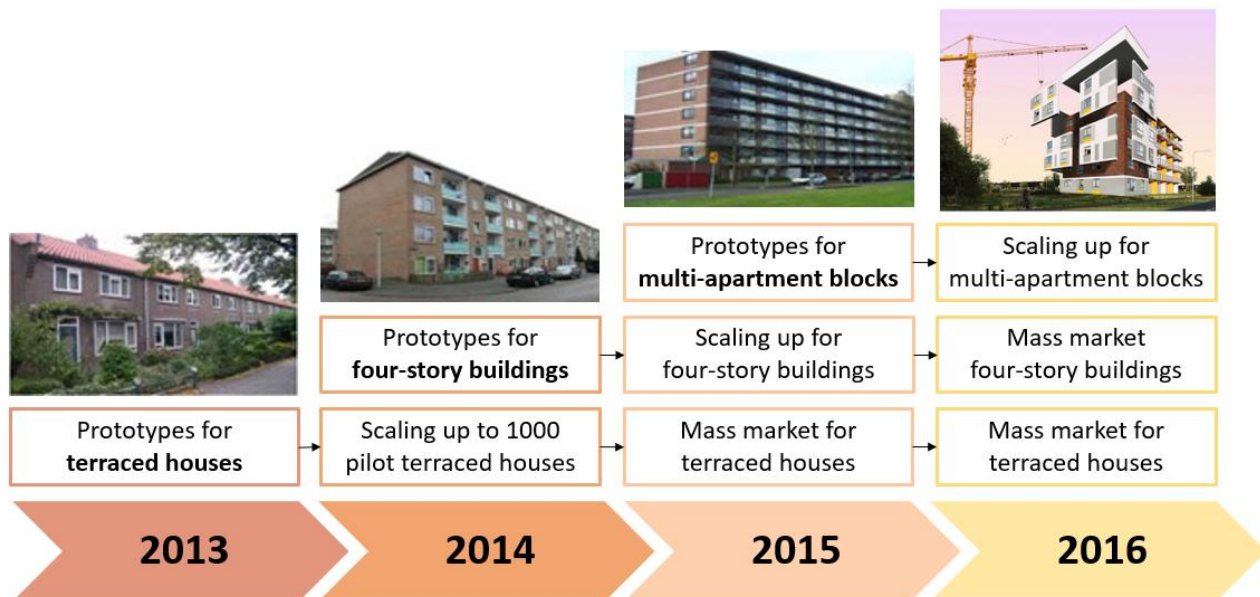 Prototypes for
multi-apartment blocks
Scaling up for
multi-apartment blocks
Prototypes for
four-story buildings
Scaling up for
four-story buildings
Mass market
four-story buildings
Prototypes for
terraced houses
Scaling up to 1000
pilot terraced houses
Mass market for
terraced houses
Mass market for
terraced houses
2013
2014
2015
2016